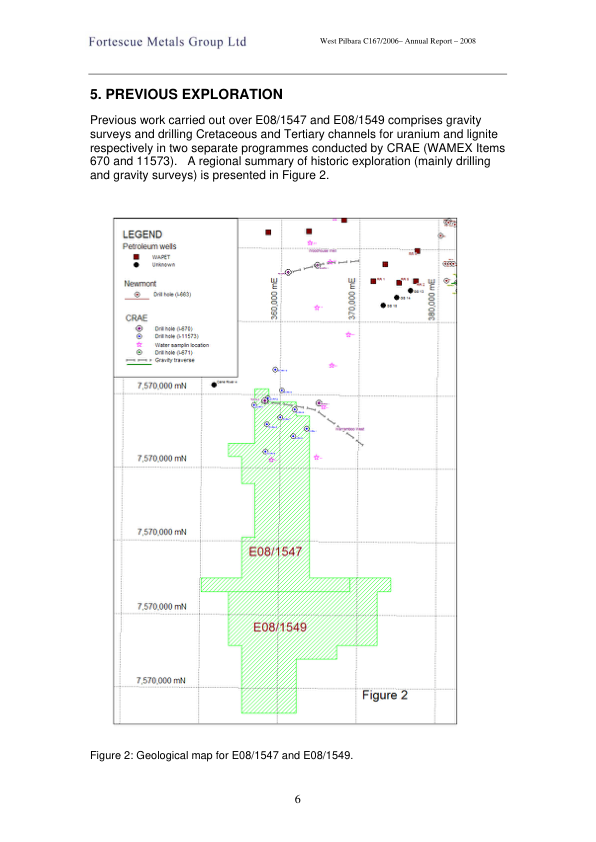 Fortescue Metals Group Ltd
West Pilbara C167/2006– Annual Report – 2008
5. PREVIOUS EXPLORATION
Previous work carried out over E08/1547 and E08/1549 comprises gravity
surveys and drilling Cretaceous and Tertiary channels for uranium and lignite
respectively in two separate programmes conducted by CRAE (WAMEX Items
670 and 11573). A regional summary of historic exploration (mainly drilling
and gravity surveys) is presented in Figure 2.
LEGEND
Petroleum wells
WAPET
Unknown
Newmont
Drill hole (I-663)
CRAE
Drill hole (I-670)
Drill hole (I-11573)
Water samplin location
Drill hole (I-671)
Gravity traverse
360,000 mE
370,000 mE
380,000 mE
7,570,000 mN
7,570,000 mN
7,570,000 mN
E08/1547
7,570,000 mN
E08/1549
7,570,000 mN
Figure 2
Figure 2: Geological map for E08/1547 and E08/1549.
6